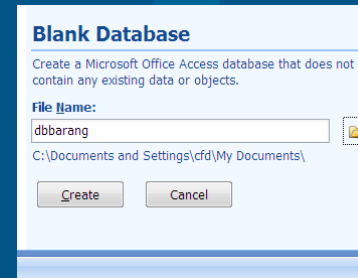 Blank Database
Create a Microsoft Office Access database that does not
contain any existing data or objects.
File Name:
dbbarang
C:\Documents and Settings\cfd\My Documents\
Create Cancel